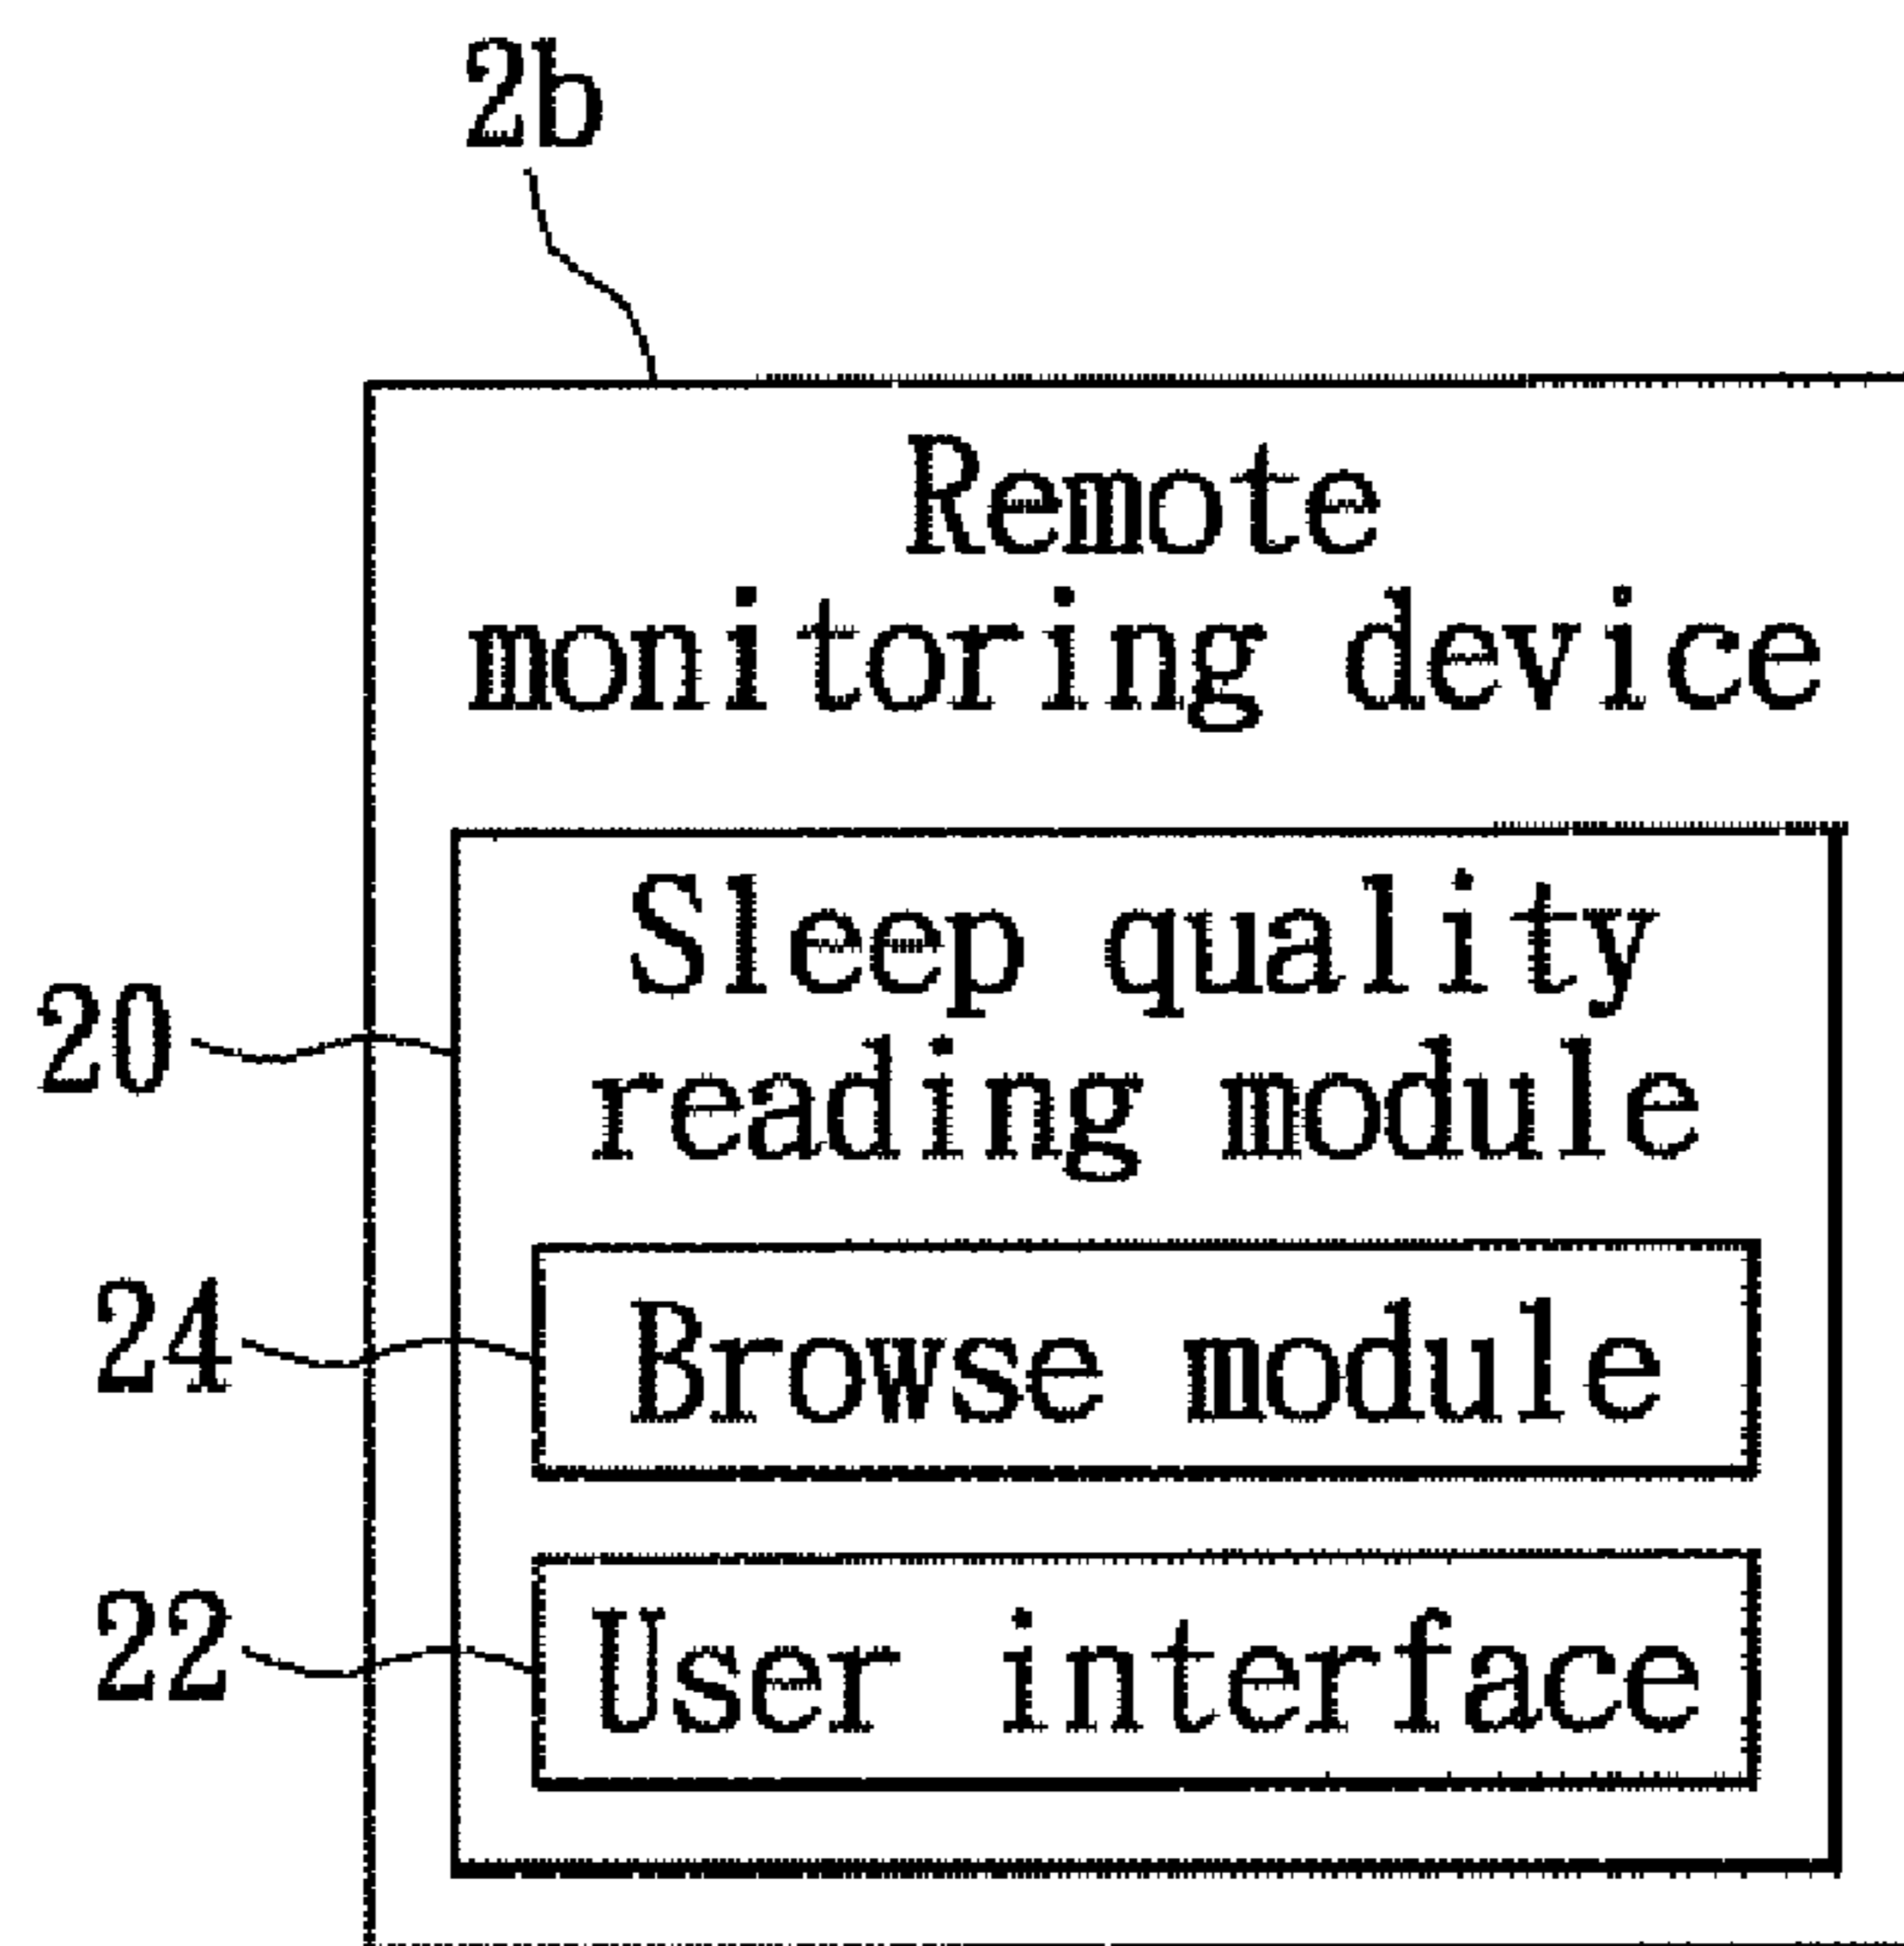 2b
Remote
monitoring device
Sleep quality
20
reading module
24
Browse module
22
User interface